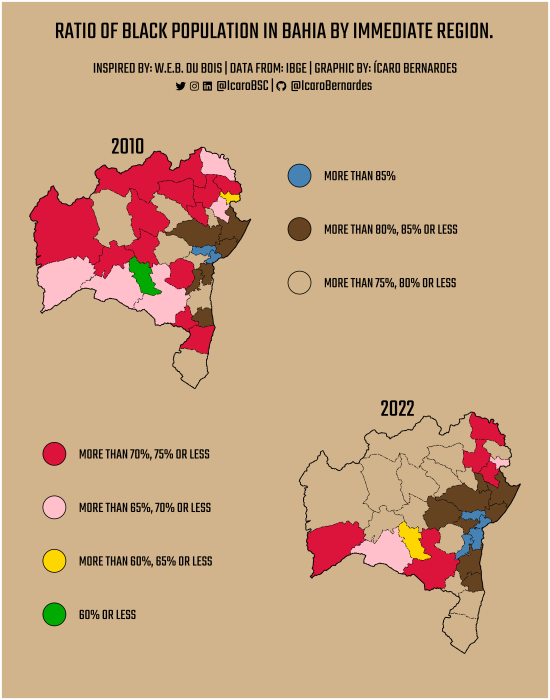 RATIO OF BLACK POPULATION IN BAHIA BY IMMEDIATE REGION.
INSPIRED BY: W.E.B. DU BOIS | DATA FROM: IBGE | GRAPHIC BY: ÍCARO BERNARDES
@IcaroBSC | @IcaroBernardes
2010
MORE THAN 85%
MORE THAN 80%, 85% OR LESS
MORE THAN 75%, 80% OR LESS
2022
MORE THAN 70%, 75% OR LESS
MORE THAN 65%, 70% OR LESS
MORE THAN 60%, 65% OR LESS
60% OR LESS